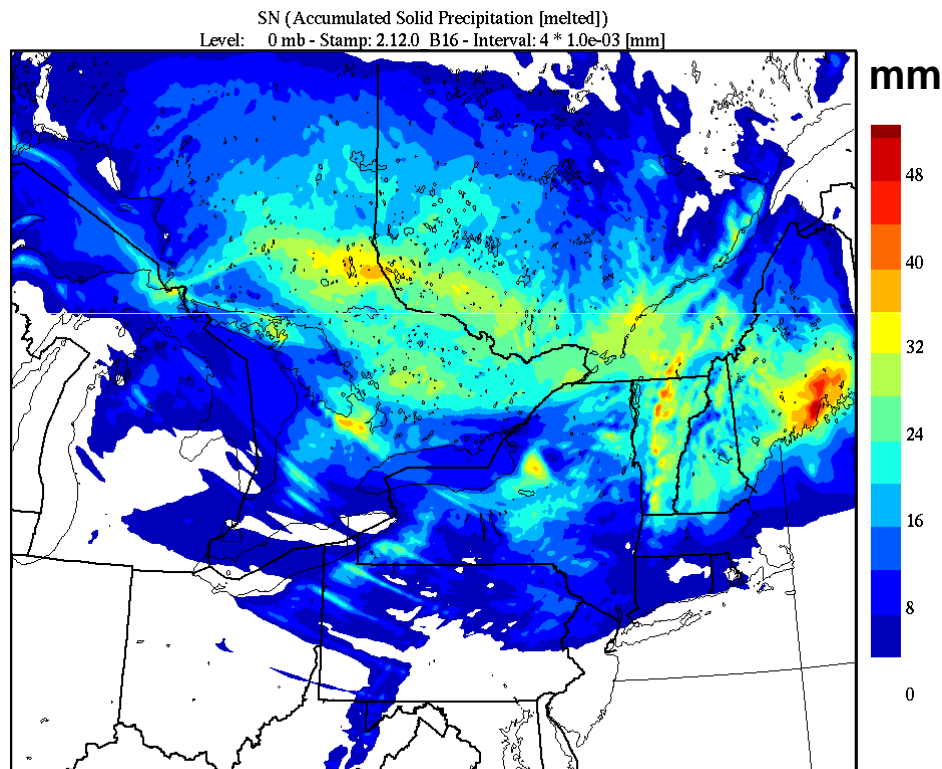 SN (Accumulated Solid Precipitation [melted])
Level: 0 mb - Stamp: 2.12.0 B16 - Interval: 4 * 1.0e-03 [mm]
mm
48
40
32
24
16
8
0